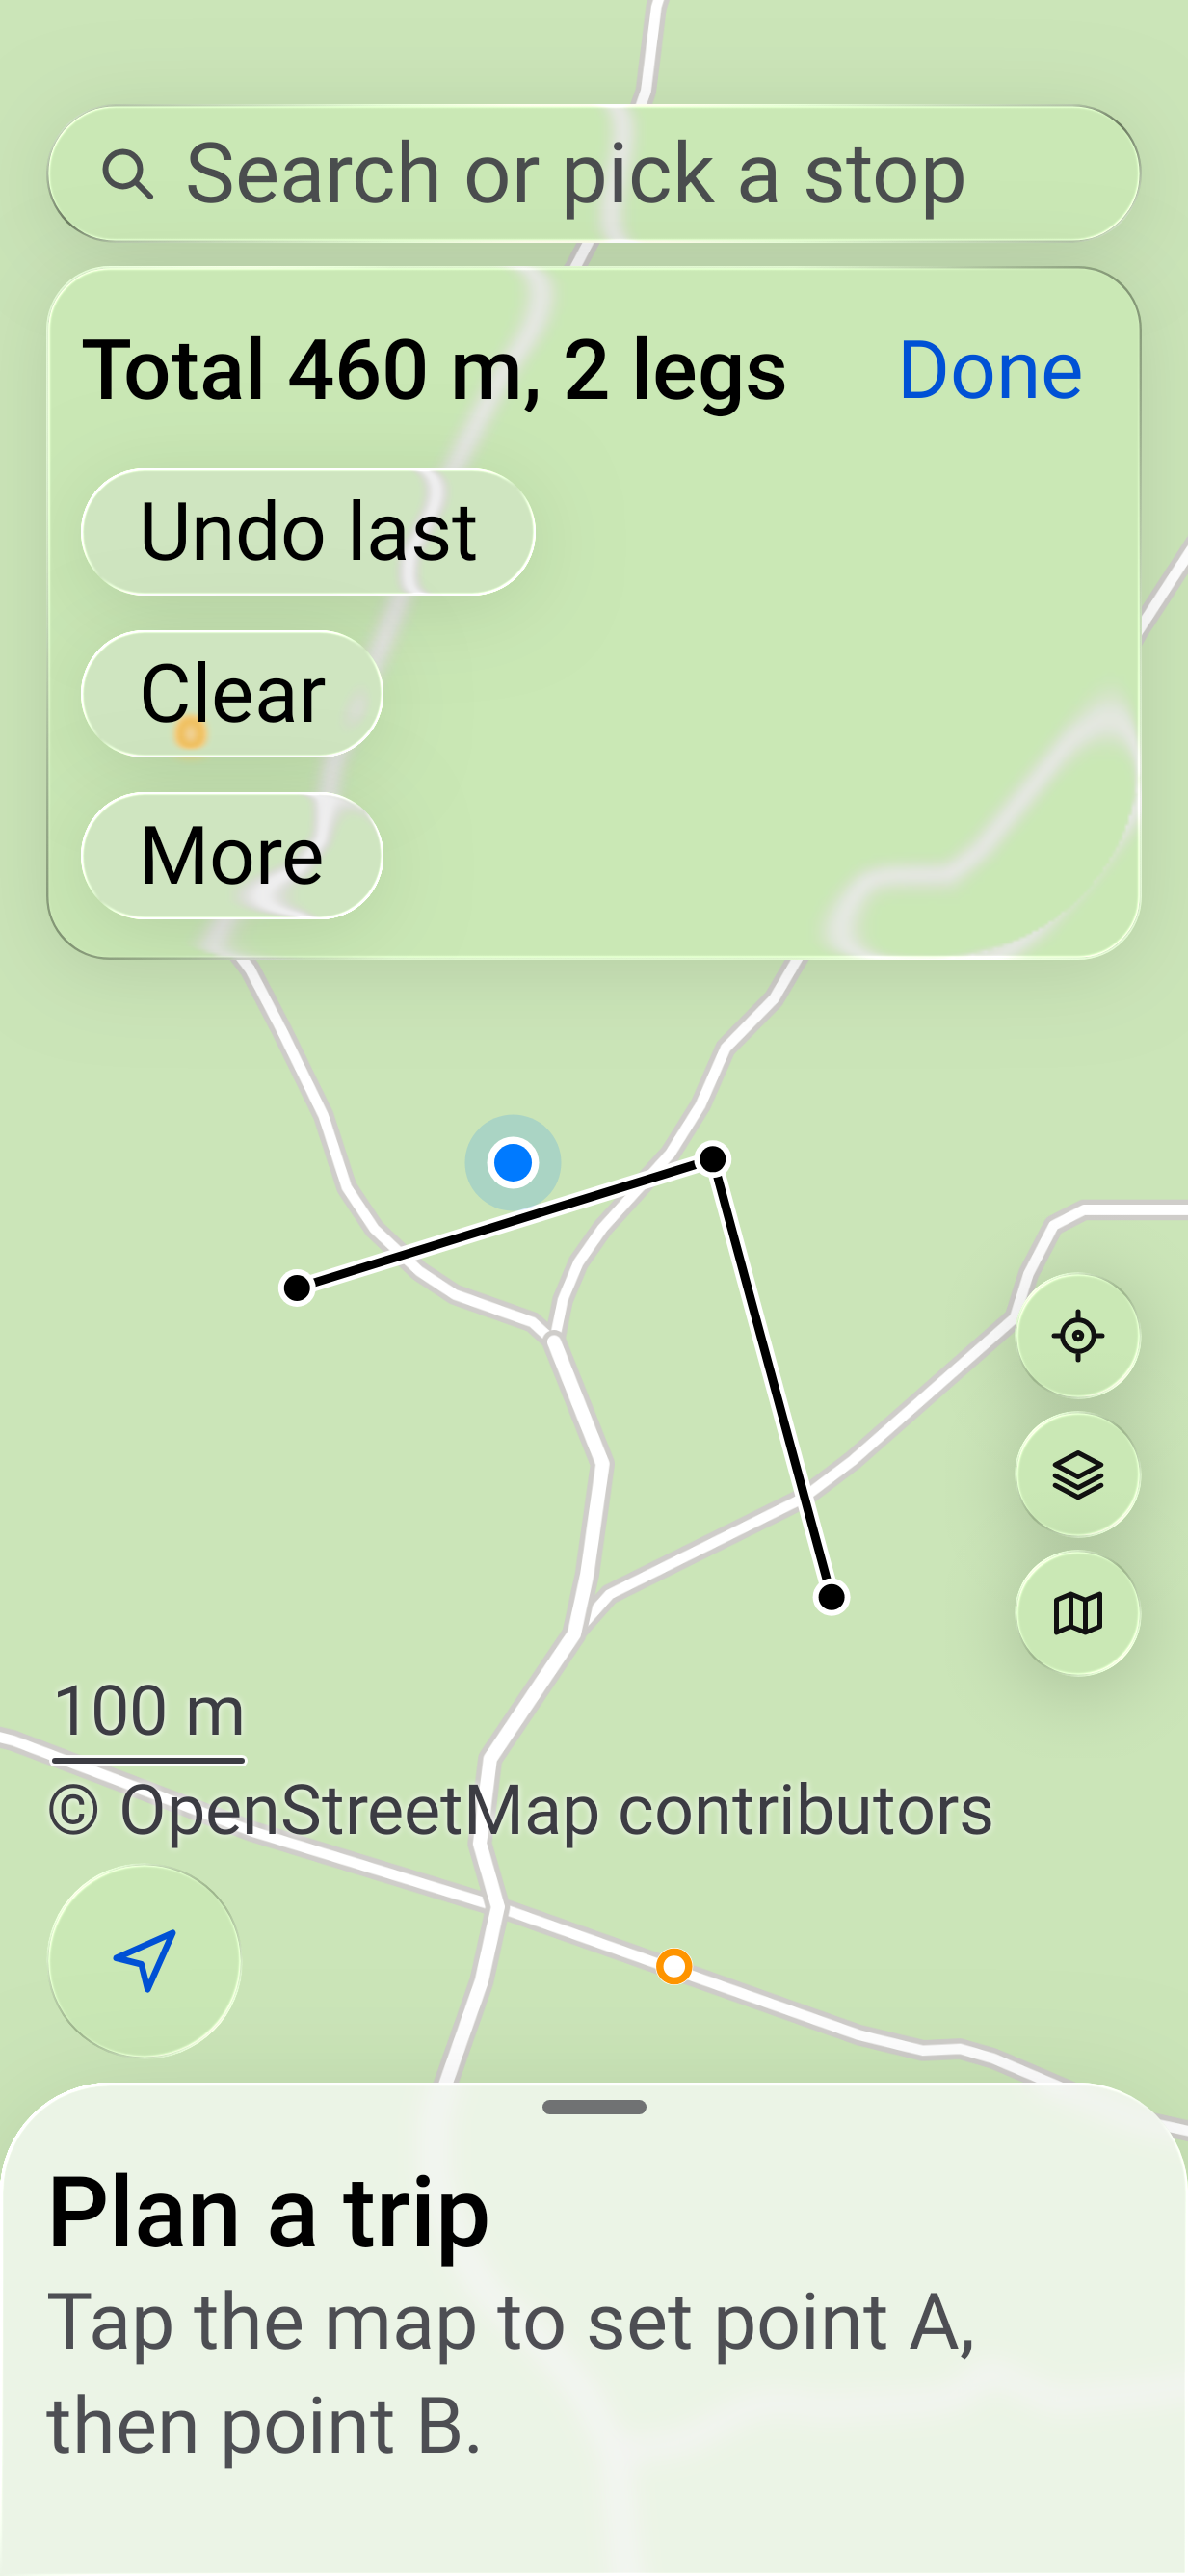 Search or pick a stop
Total 460 m, 2 legs
Done
Undo last
Clear
More
100 m
© OpenStreetMap contributors
Plan a trip
Tap the map to set point A,
then point B.